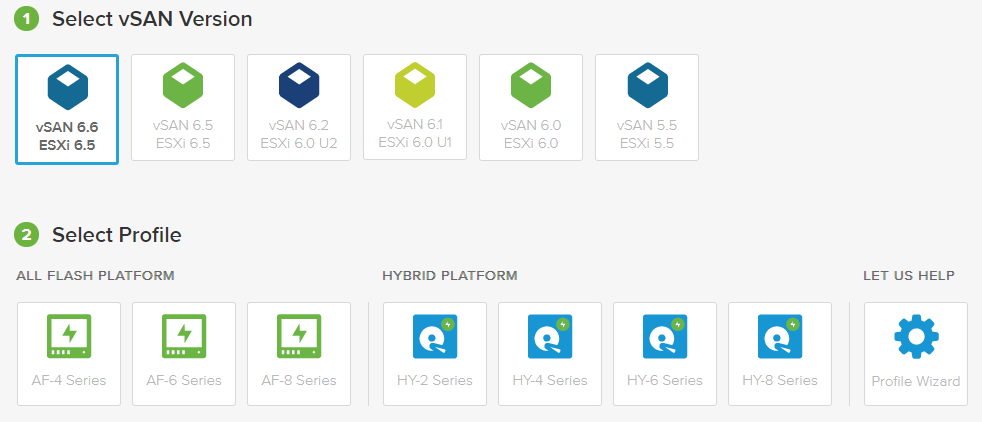 1 Select vSAN Version
vSAN 6.6
ESXi 6.5
vSAN 6.5
ESXi 6.5
vSAN 6.2
ESXi 6.0 U2
vSAN 6.1
ESXi 6.0 U1
vSAN 6.0
ESXi 6.0
vSAN 5.5
ESXi 5.5
2 Select Profile
ALL FLASH PLATFORM
AF-4 Series
AF-6 Series
AF-8 Series
HYBRID PLATFORM
HY-2 Series
HY-4 Series
HY-6 Series
HY-8 Series
LET US HELP
Profile Wizard